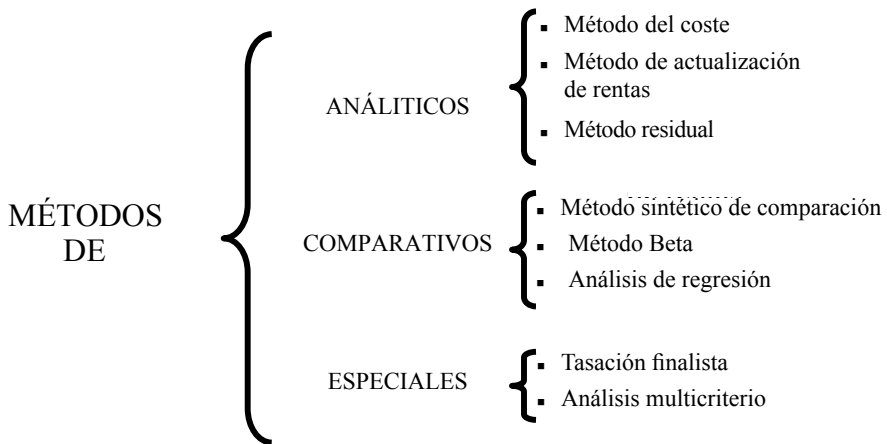 MÉTODOS
DE
ANÁLITICOS
▪ Método del coste
▪ Método de actualización
de rentas
▪ Método residual
COMPARATIVOS
▪ Método sintético de comparación
▪ Método Beta
▪ Análisis de regresión
ESPECIALES
▪ Tasación finalista
▪ Análisis multicriterio